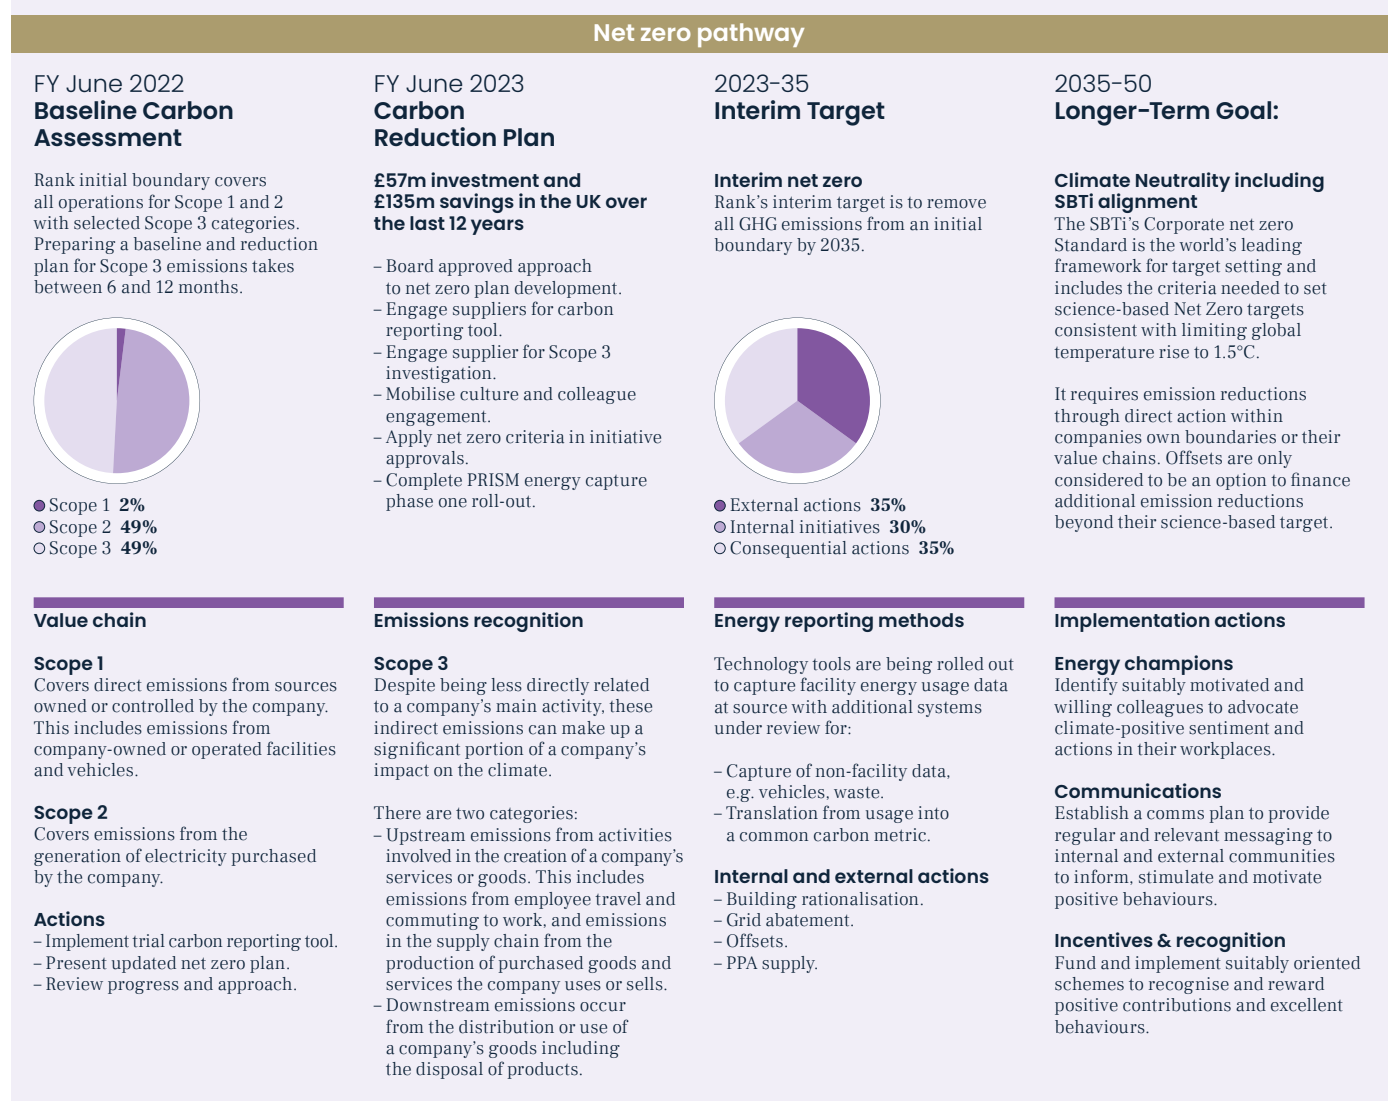 Net zero pathway
FY June 2022
Baseline Carbon
Assessment
Rank initial boundary covers
all operations for Scope 1 and 2
with selected Scope 3 categories.
Preparing a baseline and reduction
plan for Scope 3 emissions takes
between 6 and 12 months.
Scope 1 2%
Scope 2 49%
Scope 3 49%
FY June 2023
Carbon
Reduction Plan
£57m investment and
£135m savings in the UK over
the last 12 years
– Board approved approach
to net zero plan development.
– Engage suppliers for carbon
reporting tool.
– Engage supplier for Scope 3
investigation.
– Mobilise culture and colleague
engagement.
– Apply net zero criteria in initiative
approvals.
– Complete PRISM energy capture
phase one roll-out.
2023-35
Interim Target
Interim net zero
Rank's interim target is to remove
all GHG emissions from an initial
boundary by 2035.
External actions 35%
Internal initiatives 30%
Consequential actions 35%
2035-50
Longer-Term Goal:
Climate Neutrality including
SBTi alignment
The SBTi's Corporate net zero
Standard is the world's leading
framework for target setting and
includes the criteria needed to set
science-based Net Zero targets
consistent with limiting global
temperature rise to 1.5°C.
It requires emission reductions
through direct action within
companies own boundaries or their
value chains. Offsets are only
considered to be an option to finance
additional emission reductions
beyond their science-based target.
Value chain
Scope 1
Covers direct emissions from sources
owned or controlled by the company.
This includes emissions from
company-owned or operated facilities
and vehicles.
Scope 2
Covers emissions from the
generation of electricity purchased
by the company.
Actions
– Implement trial carbon reporting tool.
– Present updated net zero plan.
– Review progress and approach.
Emissions recognition
Scope 3
Despite being less directly related
to a company's main activity, these
indirect emissions can make up a
significant portion of a company's
impact on the climate.
There are two categories:
– Upstream emissions from activities
involved in the creation of a company's
services or goods. This includes
emissions from employee travel and
commuting to work, and emissions
in the supply chain from the
production of purchased goods and
services the company uses or sells.
– Downstream emissions occur
from the distribution or use of
a company's goods including
the disposal of products.
Energy reporting methods
Technology tools are being rolled out
to capture facility energy usage data
at source with additional systems
under review for:
– Capture of non-facility data,
e.g. vehicles, waste.
– Translation from usage into
a common carbon metric.
Internal and external actions
– Building rationalisation.
– Grid abatement.
– Offsets.
– PPA supply.
Implementation actions
Energy champions
Identify suitably motivated and
willing colleagues to advocate
climate-positive sentiment and
actions in their workplaces.
Communications
Establish a comms plan to provide
regular and relevant messaging to
internal and external communities
to inform, stimulate and motivate
positive behaviours.
Incentives & recognition
Fund and implement suitably oriented
schemes to recognise and reward
positive contributions and excellent
behaviours.